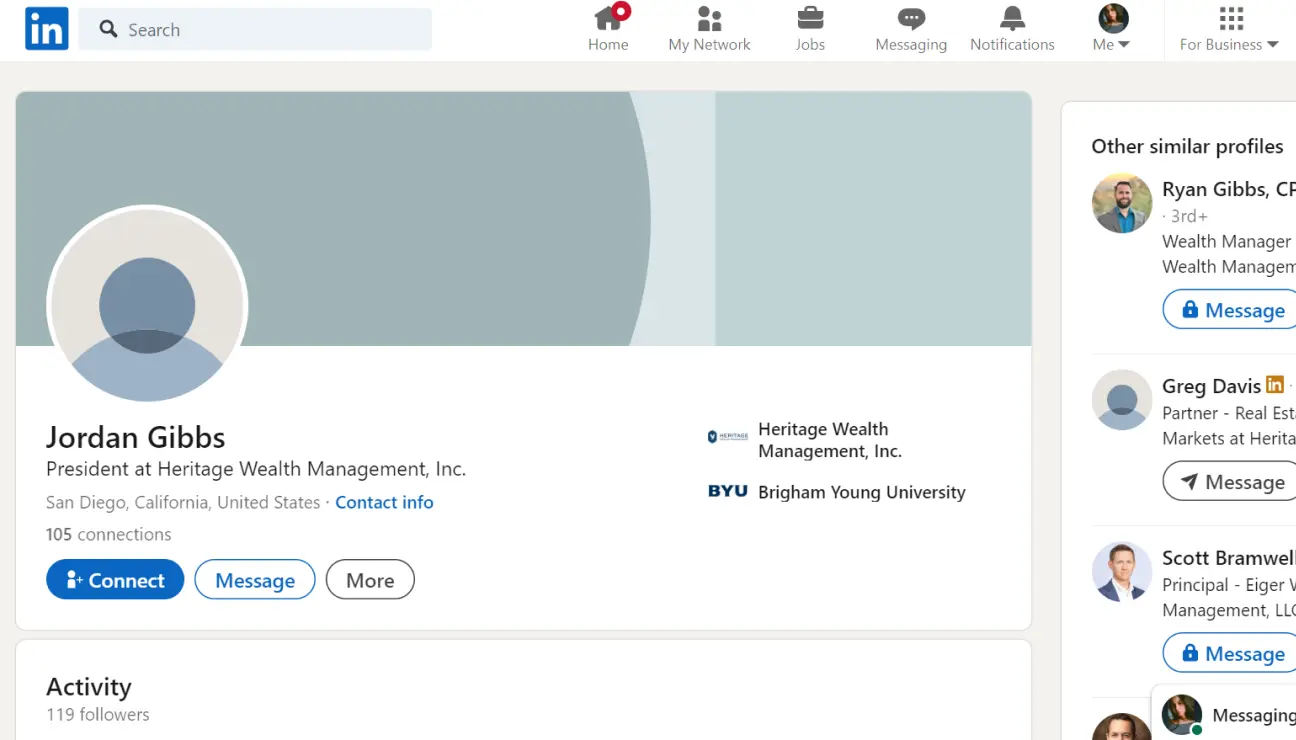 in
Search
Home
My Network
Jobs
Messaging
Notifications
Me
For Business
Jordan Gibbs
President at Heritage Wealth Management, Inc.
San Diego, California, United States · Contact info
105 connections
Connect
Message
More
HERITAGE
Heritage Wealth
Management, Inc.
BYU Brigham Young University
Activity
119 followers
Other similar profiles
Ryan Gibbs, CP
· 3rd+
Wealth Manager
Wealth Managem
Message
Greg Davis in ·
Partner - Real Est
Markets at Herita
Message
Scott Bramwell
Principal - Eiger W
Management, LLC
Message
Messaging